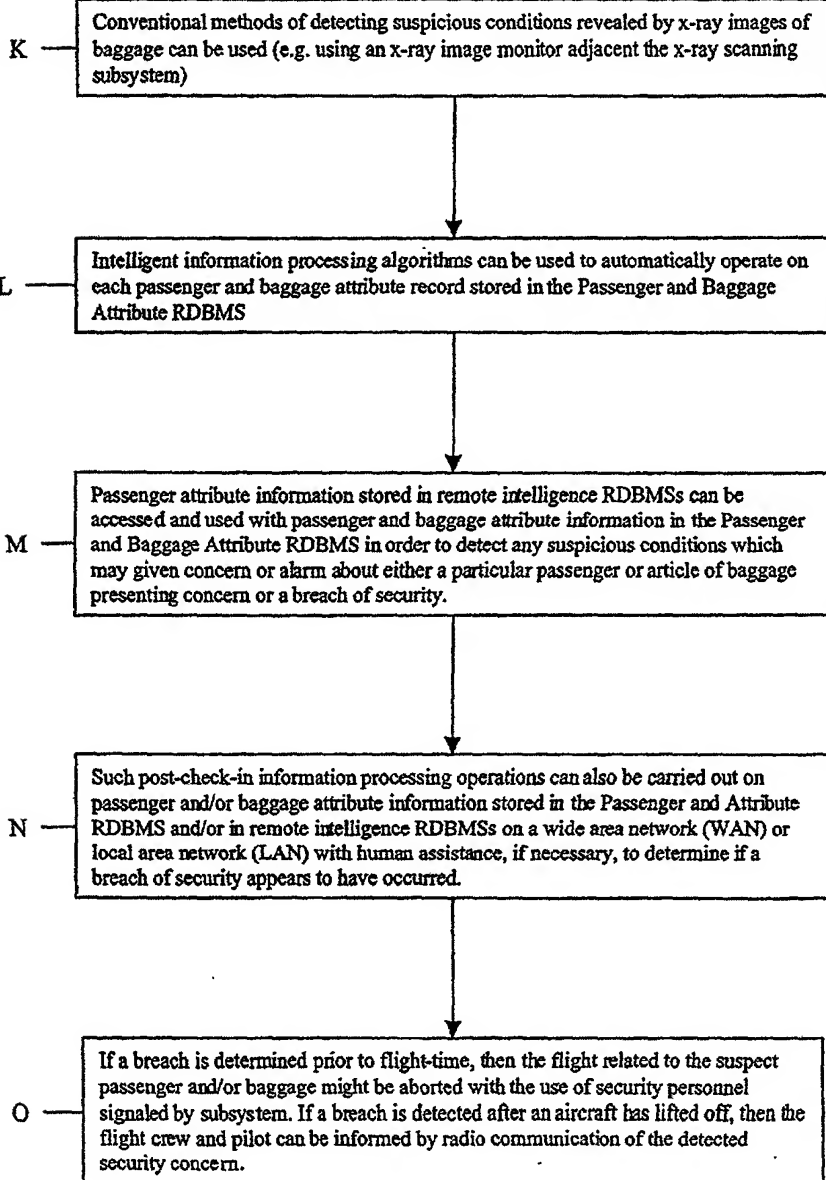 K
Conventional methods of detecting suspicious conditions revealed by x-ray images of
baggage can be used (e.g. using an x-ray image monitor adjacent the x-ray scanning
subsystem)
L
Intelligent information processing algorithms can be used to automatically operate on
each passenger and baggage attribute record stored in the Passenger and Baggage
Attribute RDBMS
M
Passenger attribute information stored in remote intelligence RDBMSs can be
accessed and used with passenger and baggage attribute information in the Passenger
and Baggage Attribute RDBMS in order to detect any suspicious conditions which
may given concern or alarm about either a particular passenger or article of baggage
presenting concern or a breach of security.
N
Such post-check-in information processing operations can also be carried out on
passenger and/or baggage attribute information stored in the Passenger and Attribute
RDBMS and/or in remote intelligence RDBMSs on a wide area network (WAN) or
local area network (LAN) with human assistance, if necessary, to determine if a
breach of security appears to have occurred.
O
If a breach is determined prior to flight-time, then the flight related to the suspect
passenger and/or baggage might be aborted with the use of security personnel
signaled by subsystem. If a breach is detected after an aircraft has lifted off, then the
flight crew and pilot can be informed by radio communication of the detected
security concern.